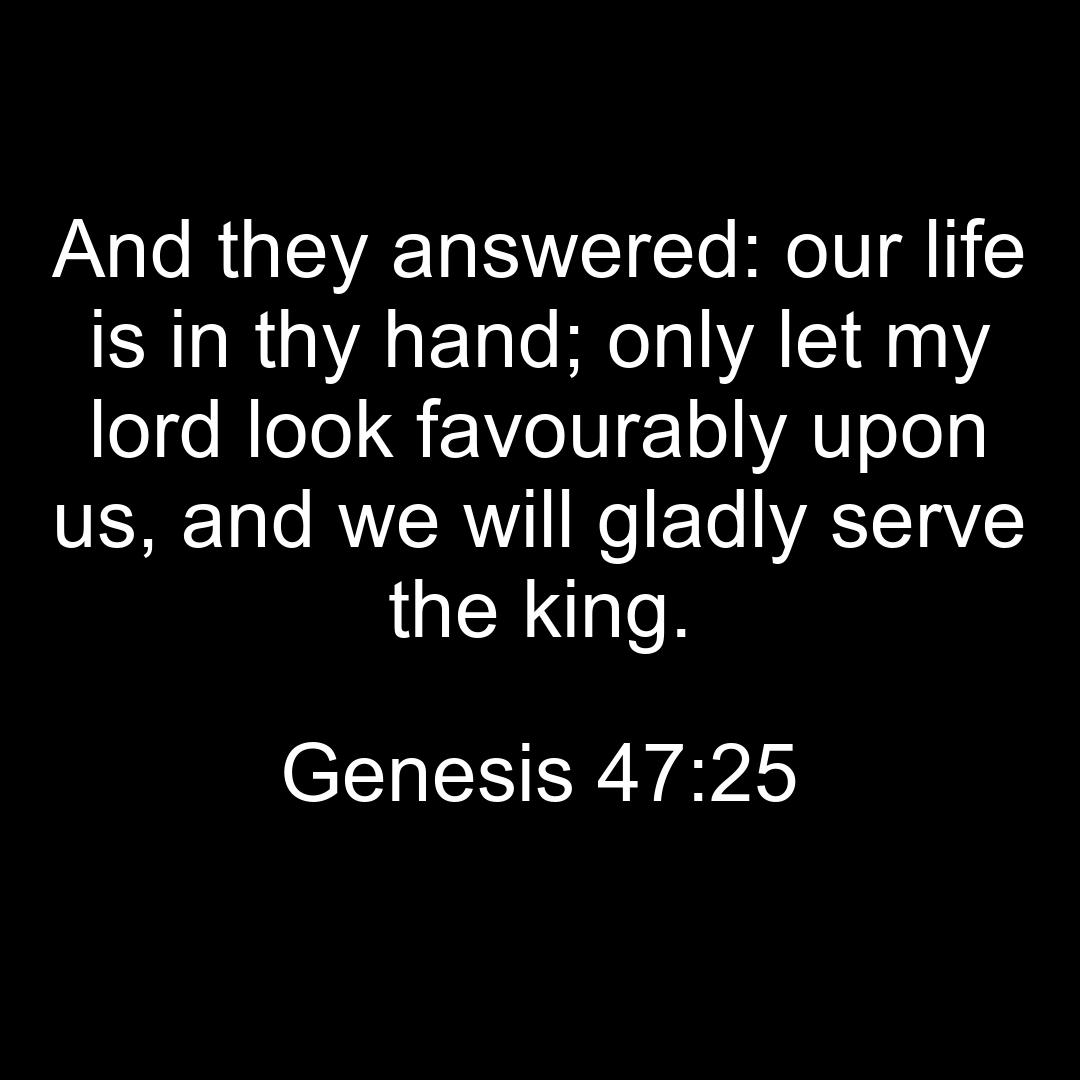 And they answered: our life
is in thy hand; only let my
lord look favourably upon
us, and we will gladly serve
the king.
Genesis 47:25